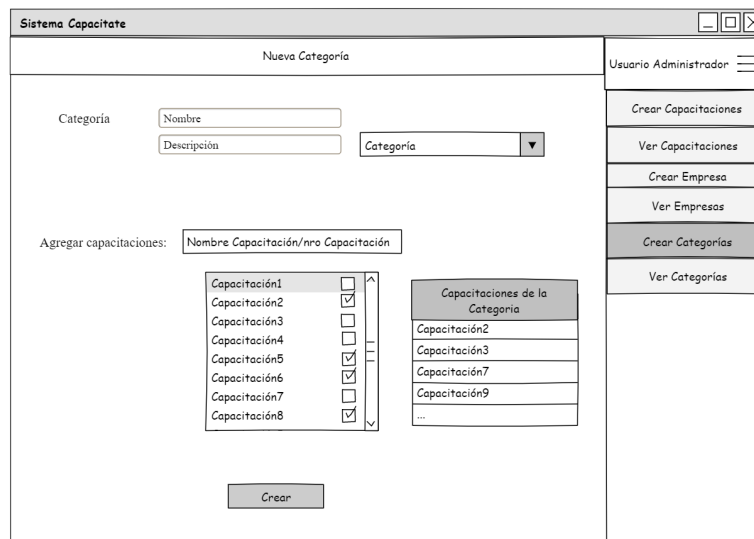 Sistema Capacitate
Nueva Categoría
Usuario Administrador
Crear Capacitaciones
Ver Capacitaciones
Crear Empresa
Ver Empresas
Crear Categorías
Ver Categorías
Categoría
Nombre
Descripción
Categoría
Agregar capacitaciones:
Nombre Capacitación/nro Capacitación
Capacitación1
Capacitación2
Capacitación3
Capacitación4
Capacitación5
Capacitación6
Capacitación7
Capacitación8
Capacitaciones de la
Categoria
Capacitación2
Capacitación3
Capacitación7
Capacitación9
...
Crear